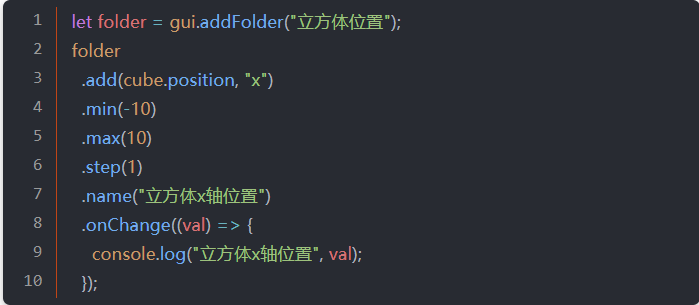 1 let folder = gui.addFolder("立方体位置");
2 folder
3 .add(cube.position, "x")
4 .min(-10)
5 .max(10)
6 .step(1)
7 .name("立方体x轴位置")
8 .onChange((val) => {
9 console.log("立方体x轴位置", val);
10 });